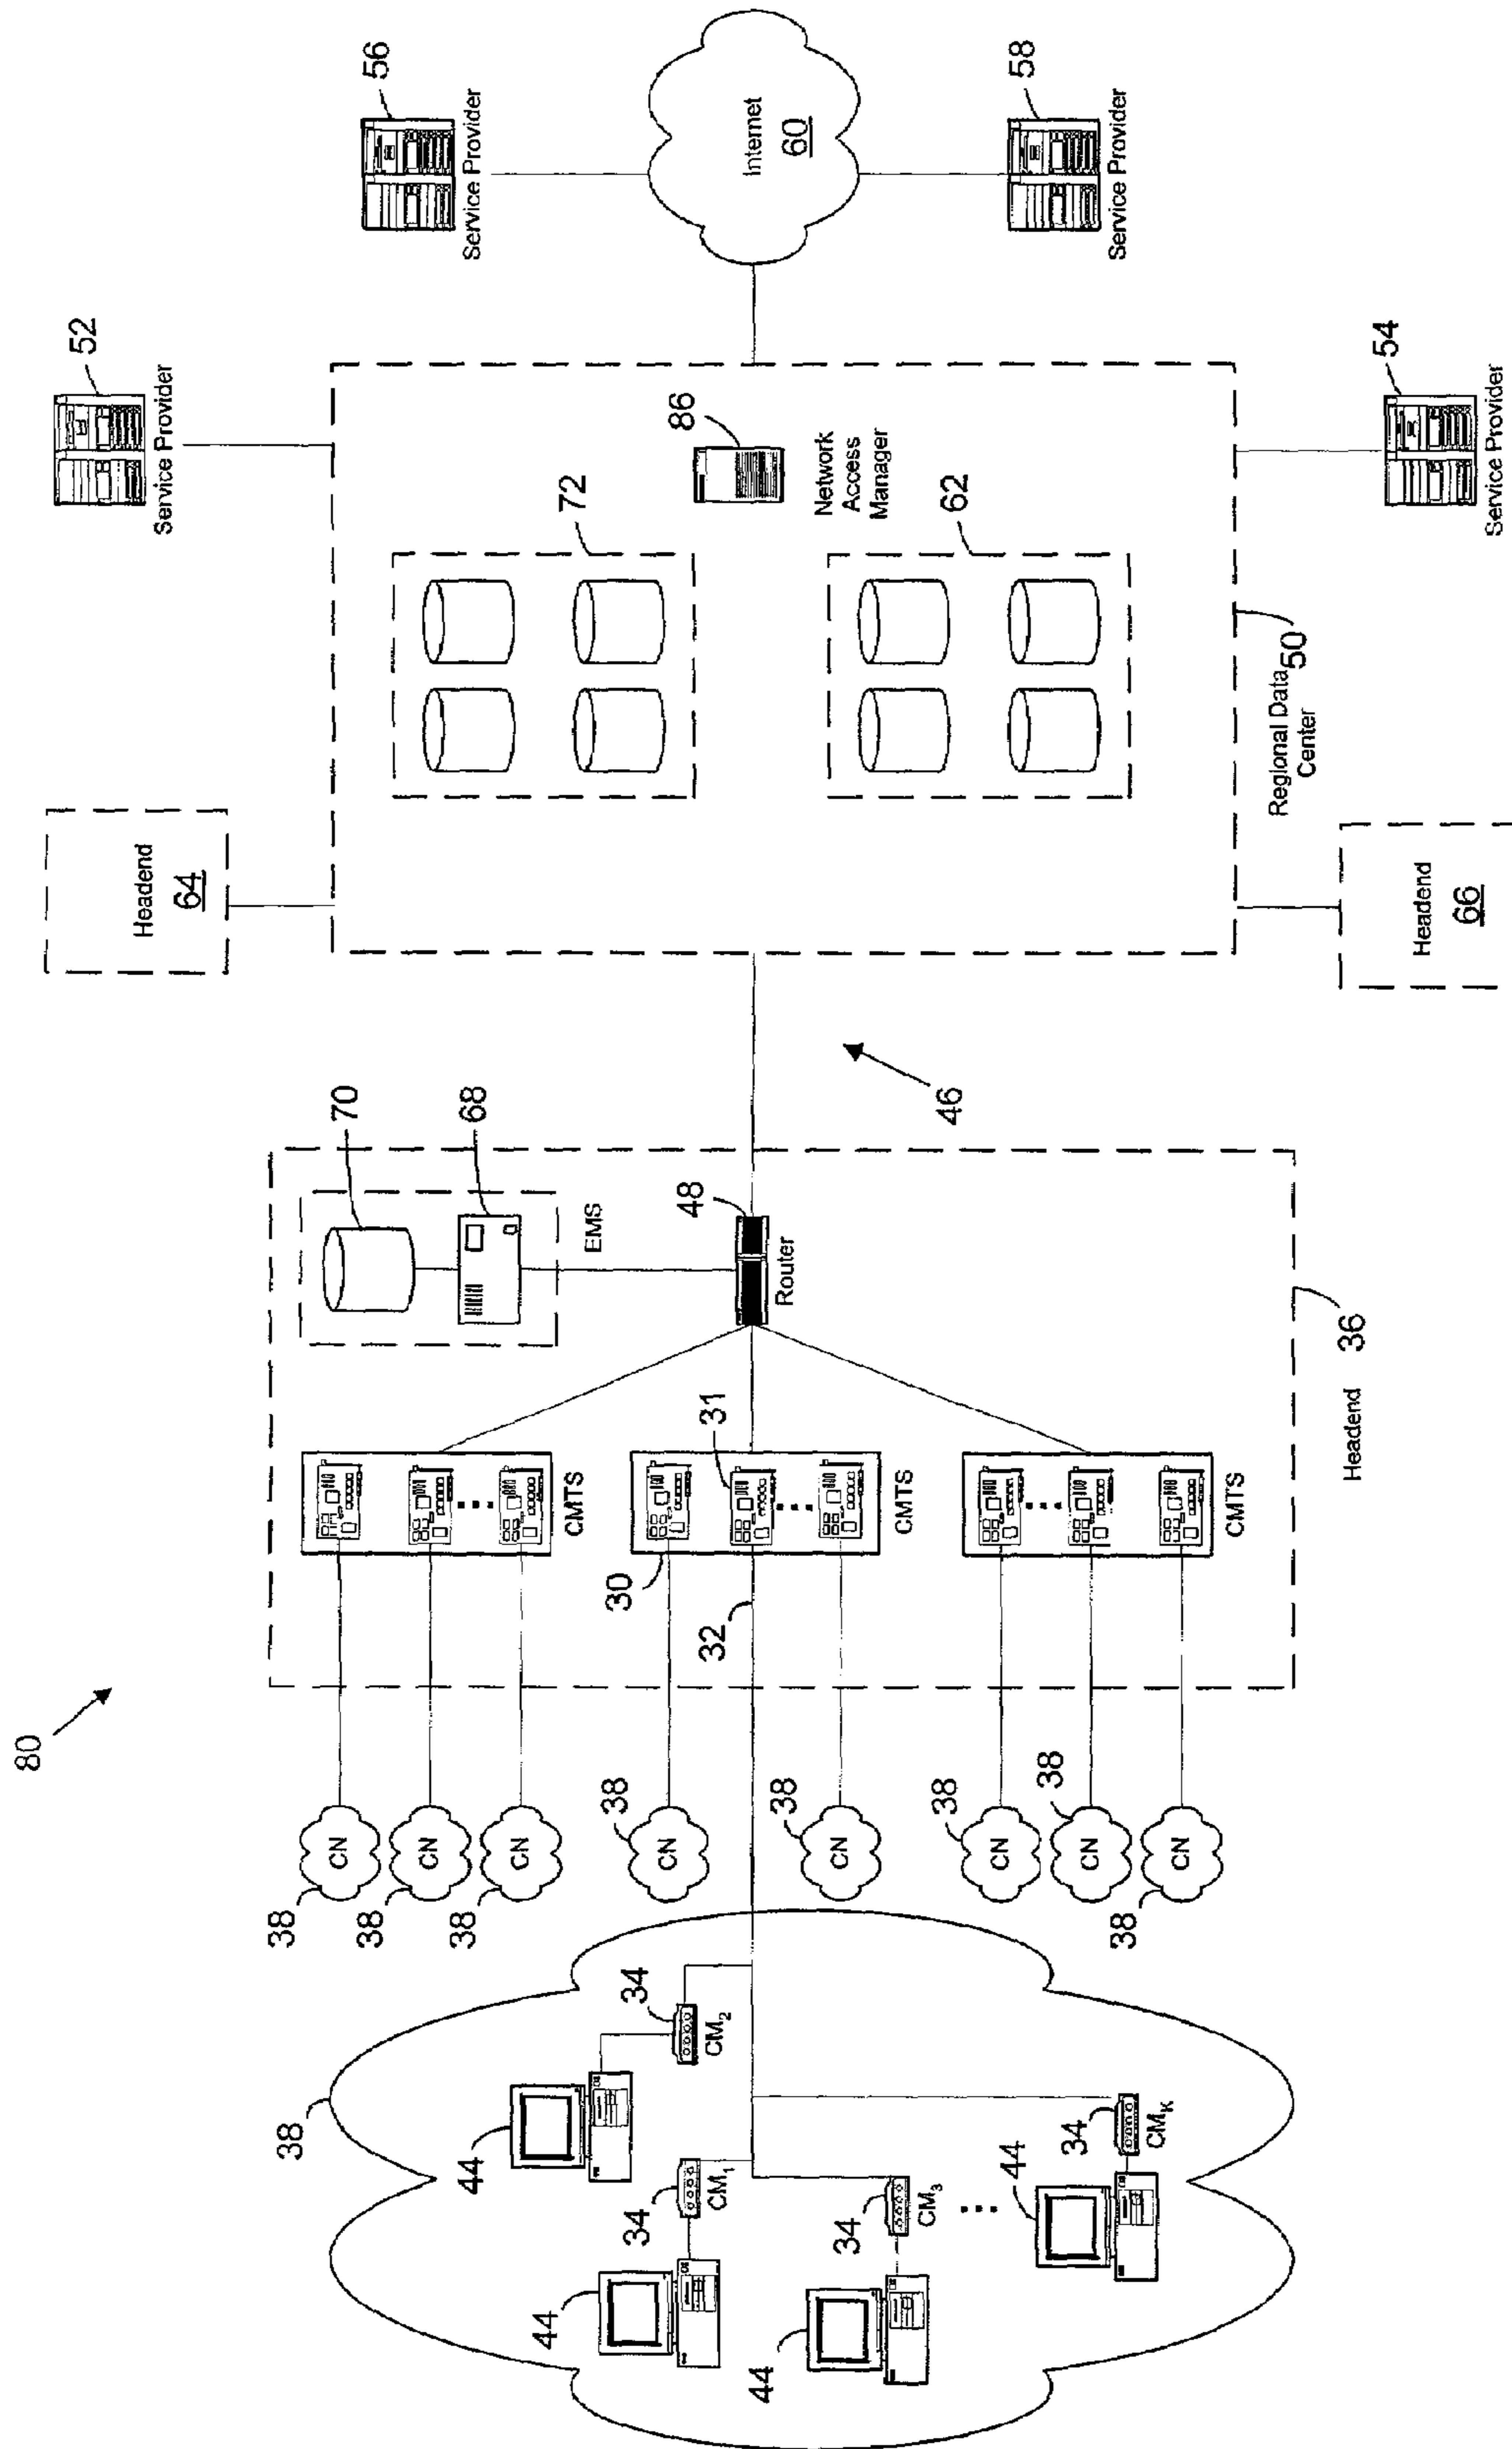 80
38
44
34
CM2
44
34
CM1
44
34
CM3
44
34
CMK
38
CN
38
CN
38
CN
38
CN
38
CN
38
CN
38
CN
38
CN
32
30
31
CMTS
CMTS
CMTS
70
68
EMS
48
Router
Headend
36
46
Headend
64
Headend
66
72
62
86
Network
Access
Manager
Regional Data
Center
50
52
Service Provider
54
Service Provider
56
Service Provider
58
Service Provider
Internet
60